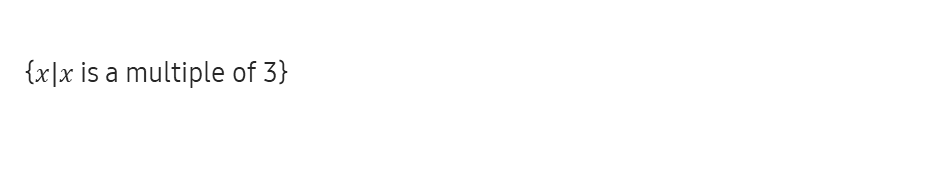 {x|x is a multiple of 3}